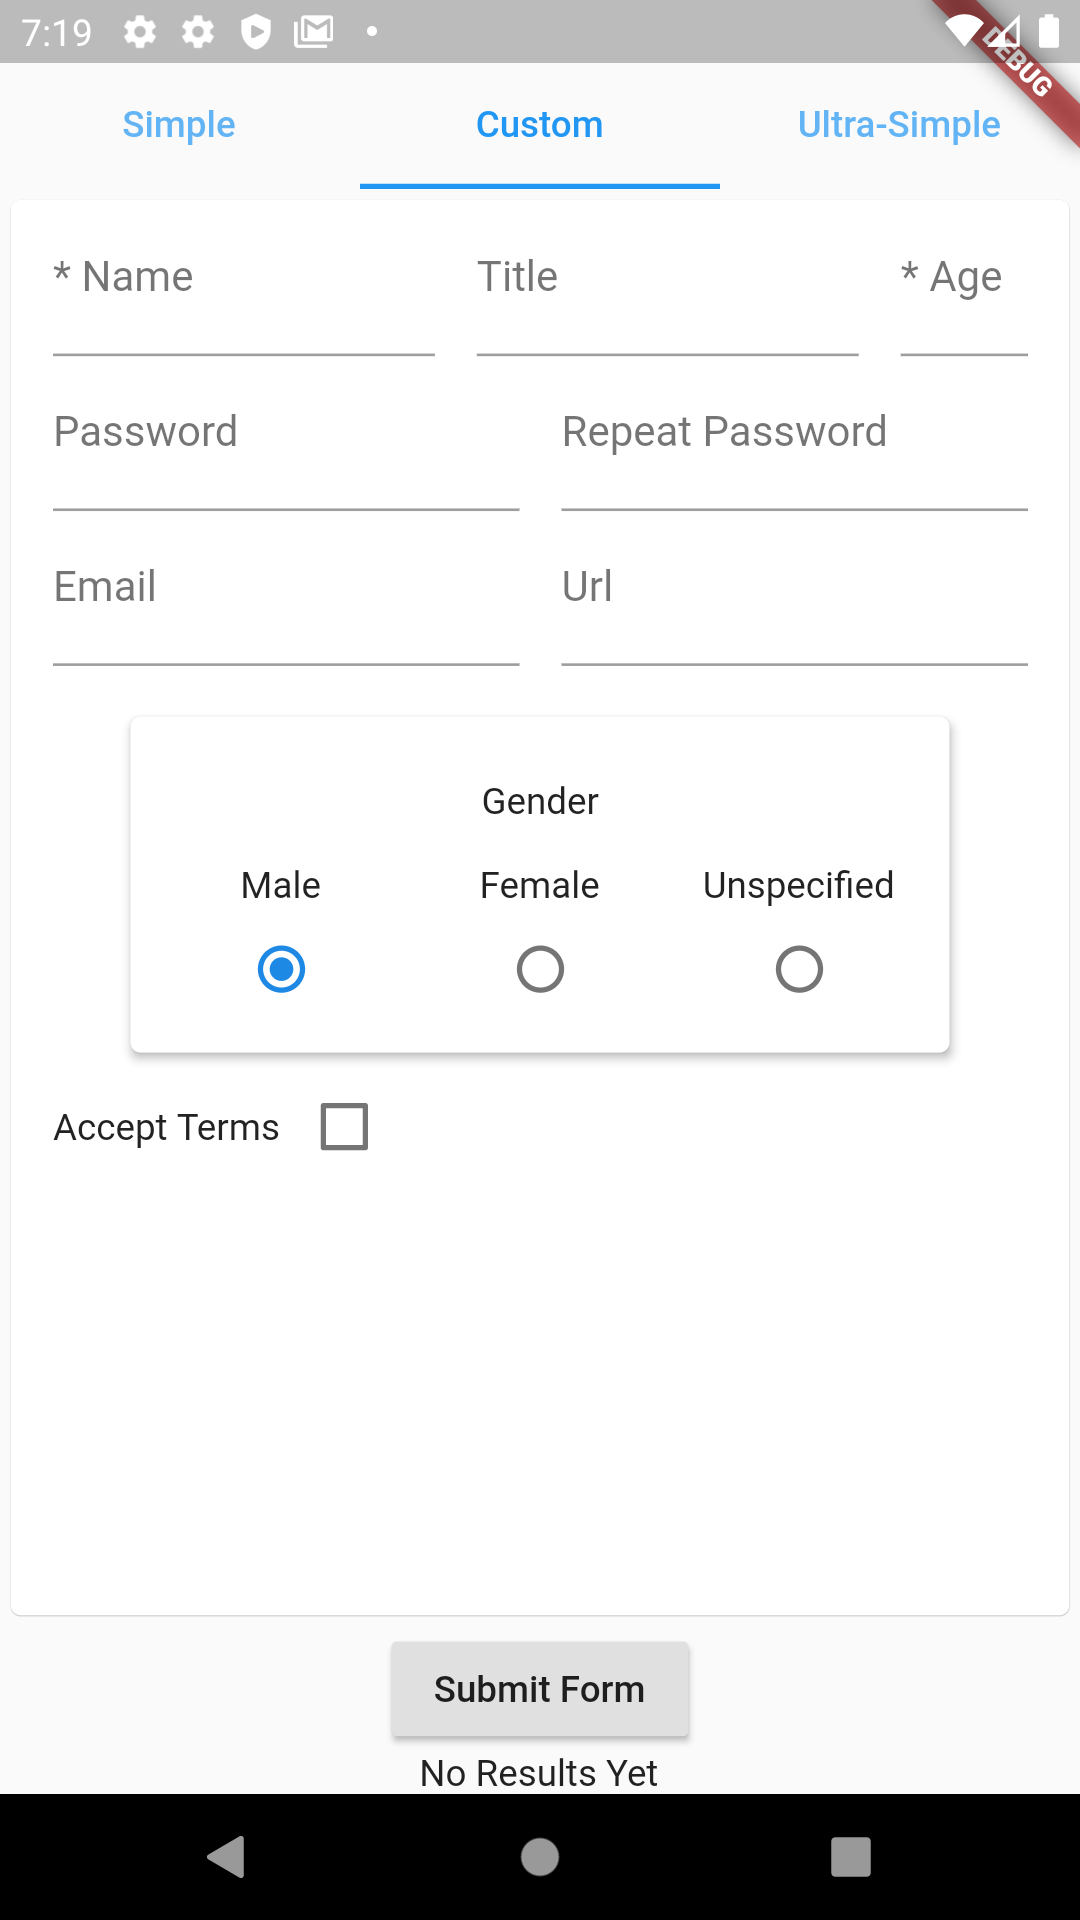 7:19
DEBUG
Simple Custom Ultra-Simple
* Name Title * Age
Password Repeat Password
Email Url
Gender
Male Female Unspecified
Accept Terms
Submit Form
No Results Yet